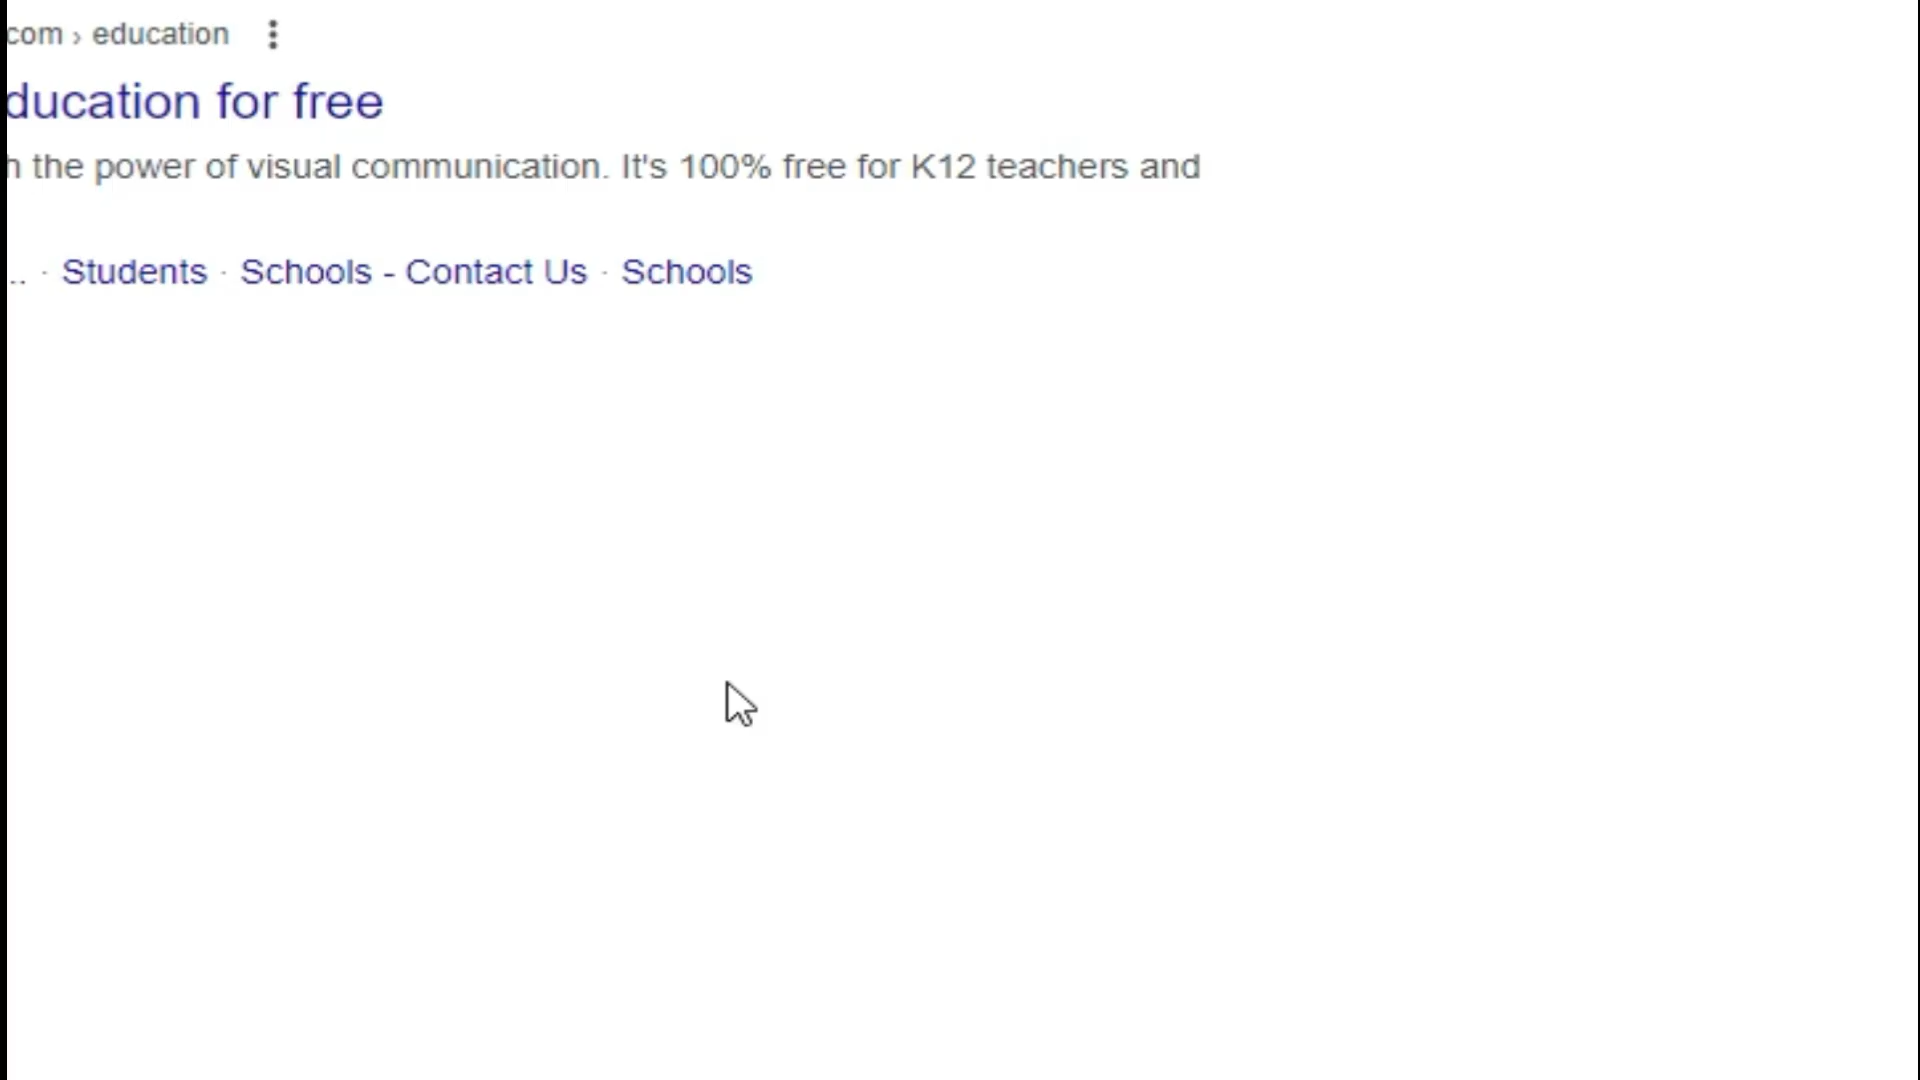 com › education
ducation for free
h the power of visual communication. It's 100% free for K12 teachers and
.. · Students · Schools - Contact Us · Schools